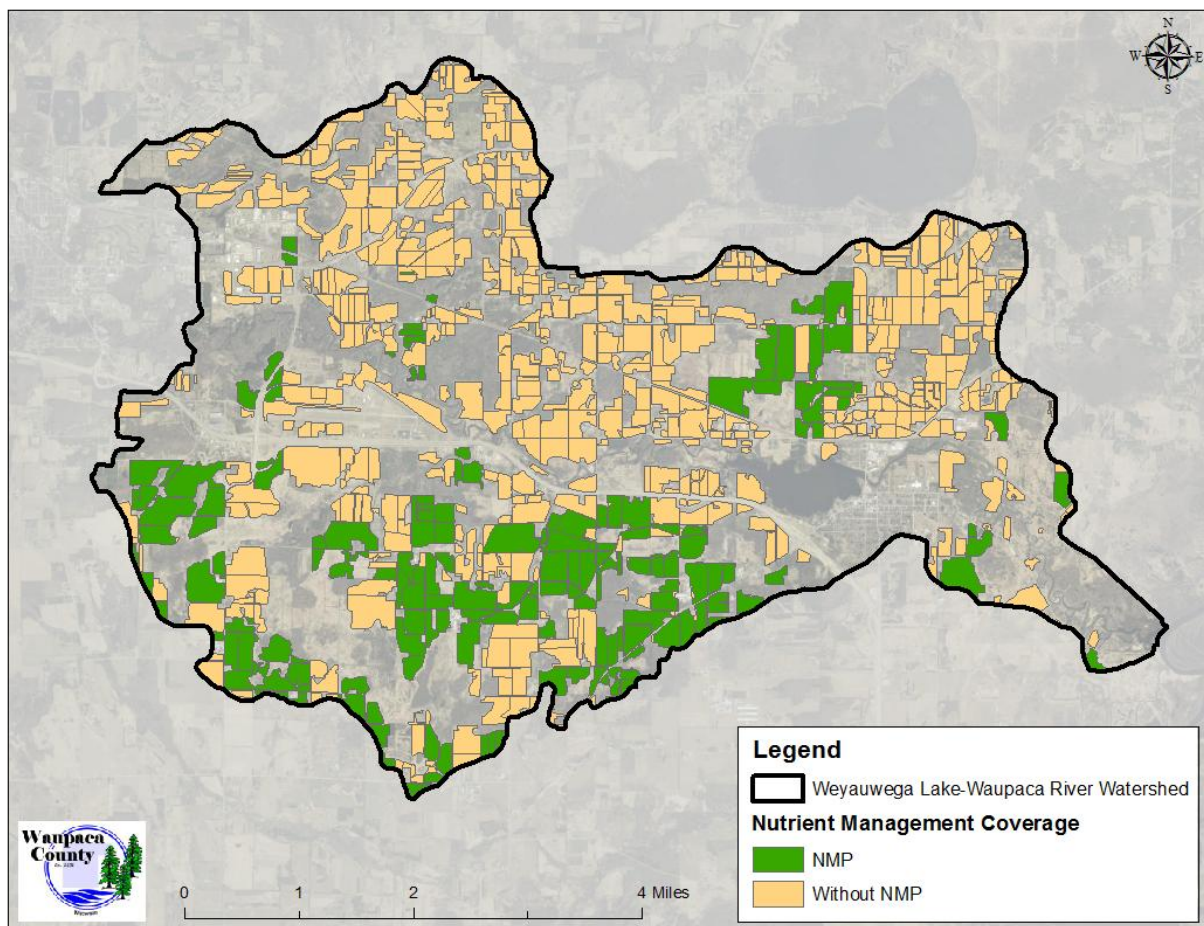 N
W E
S
Legend
Weyauwega Lake-Waupaca River Watershed
Nutrient Management Coverage
NMP
Without NMP
Waupaca
County
Wisconsin
0 1 2 4 Miles